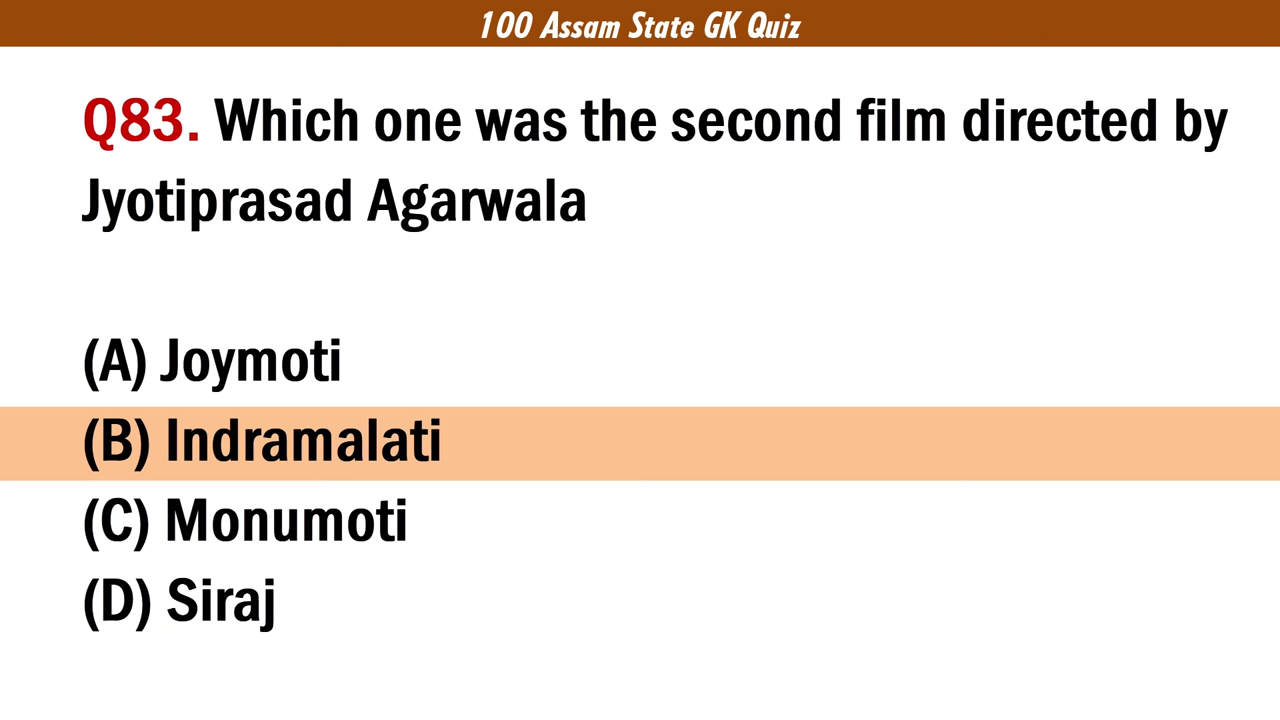 100 Assam State GK Quiz
Q83. Which one was the second film directed by
Jyotiprasad Agarwala
(A) Joymoti
(B) Indramalati
(C) Monumoti
(D) Siraj